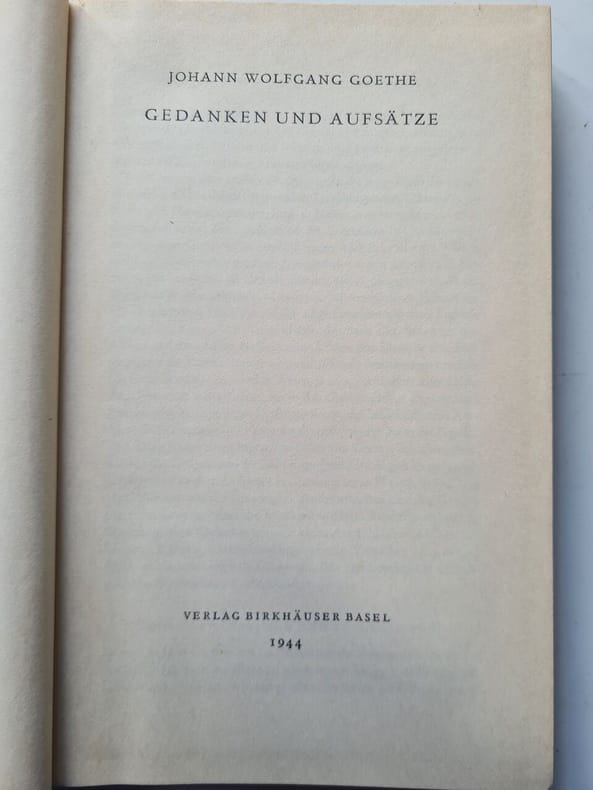 JOHANN WOLFGANG GOETHE
GEDANKEN UND AUFSÄTZE
VERLAG BIRKHÄUSER BASEL
1944